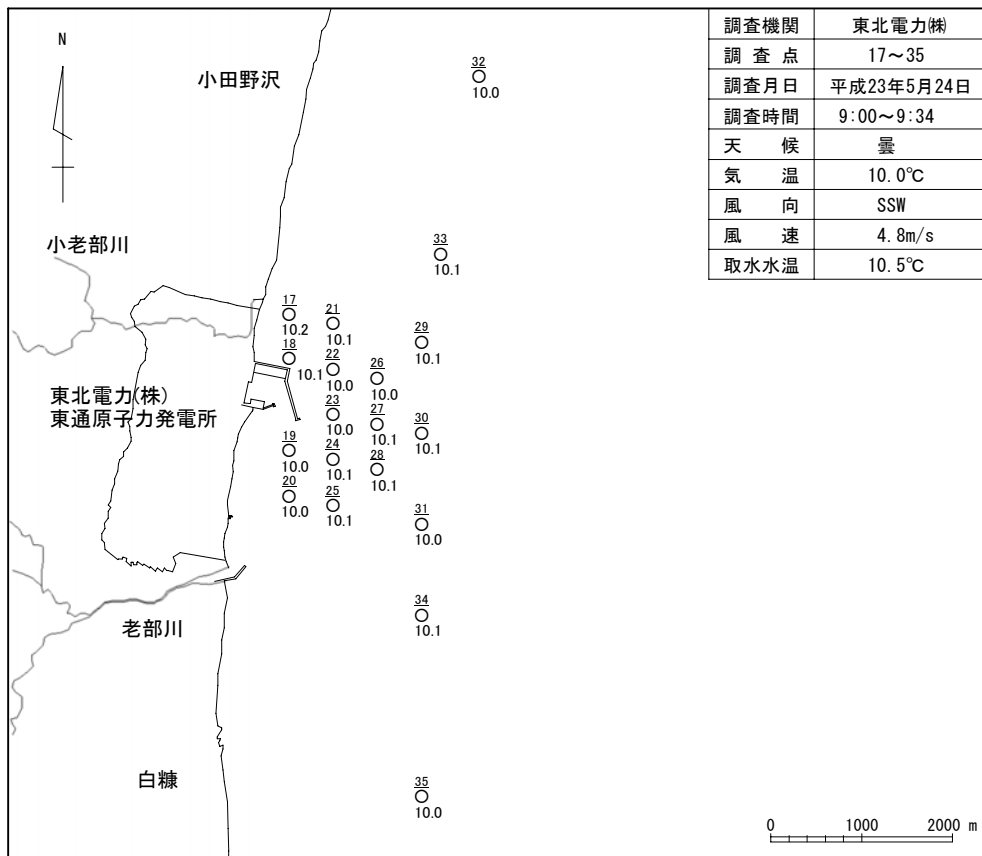 調査機関 東北電力㈱
調査点 17～35
調査月日 平成23年5月24日
調査時間 9:00～9:34
天候 曇
気温 10.0℃
風向 SSW
風速 4.8m/s
取水水温 10.5℃
N
小田野沢
32
10.0
小老部川
33
10.1
17
10.2
21
10.1
29
10.1
18
10.1
22
10.0
26
10.0
東北電力(株)
東通原子力発電所
23
10.0
27
10.1
30
10.1
19
10.0
24
10.1
28
10.1
20
10.0
25
10.1
31
10.0
34
10.1
老部川
白糠
35
10.0
0 1000 2000 m